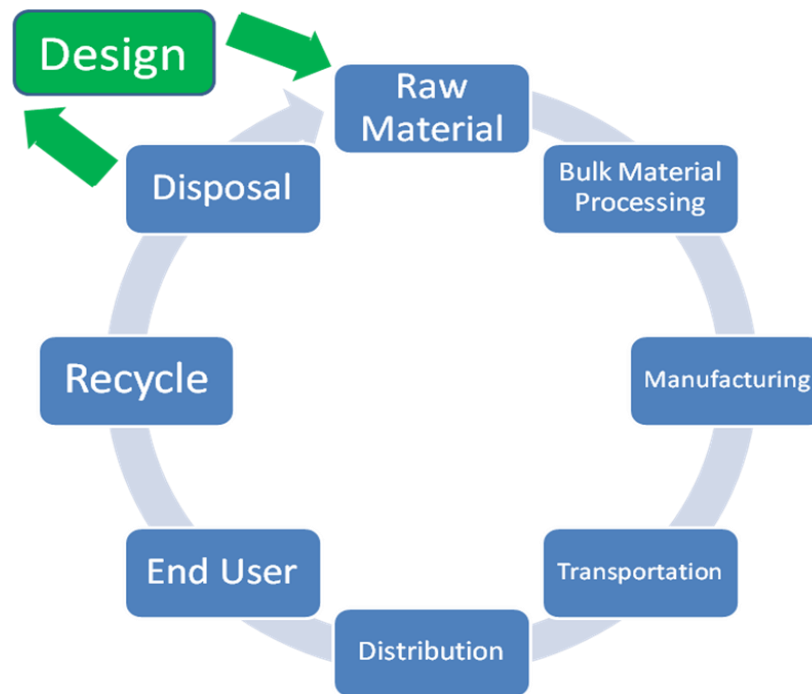 Design
Raw
Material
Bulk Material
Processing
Manufacturing
Transportation
Distribution
End User
Recycle
Disposal